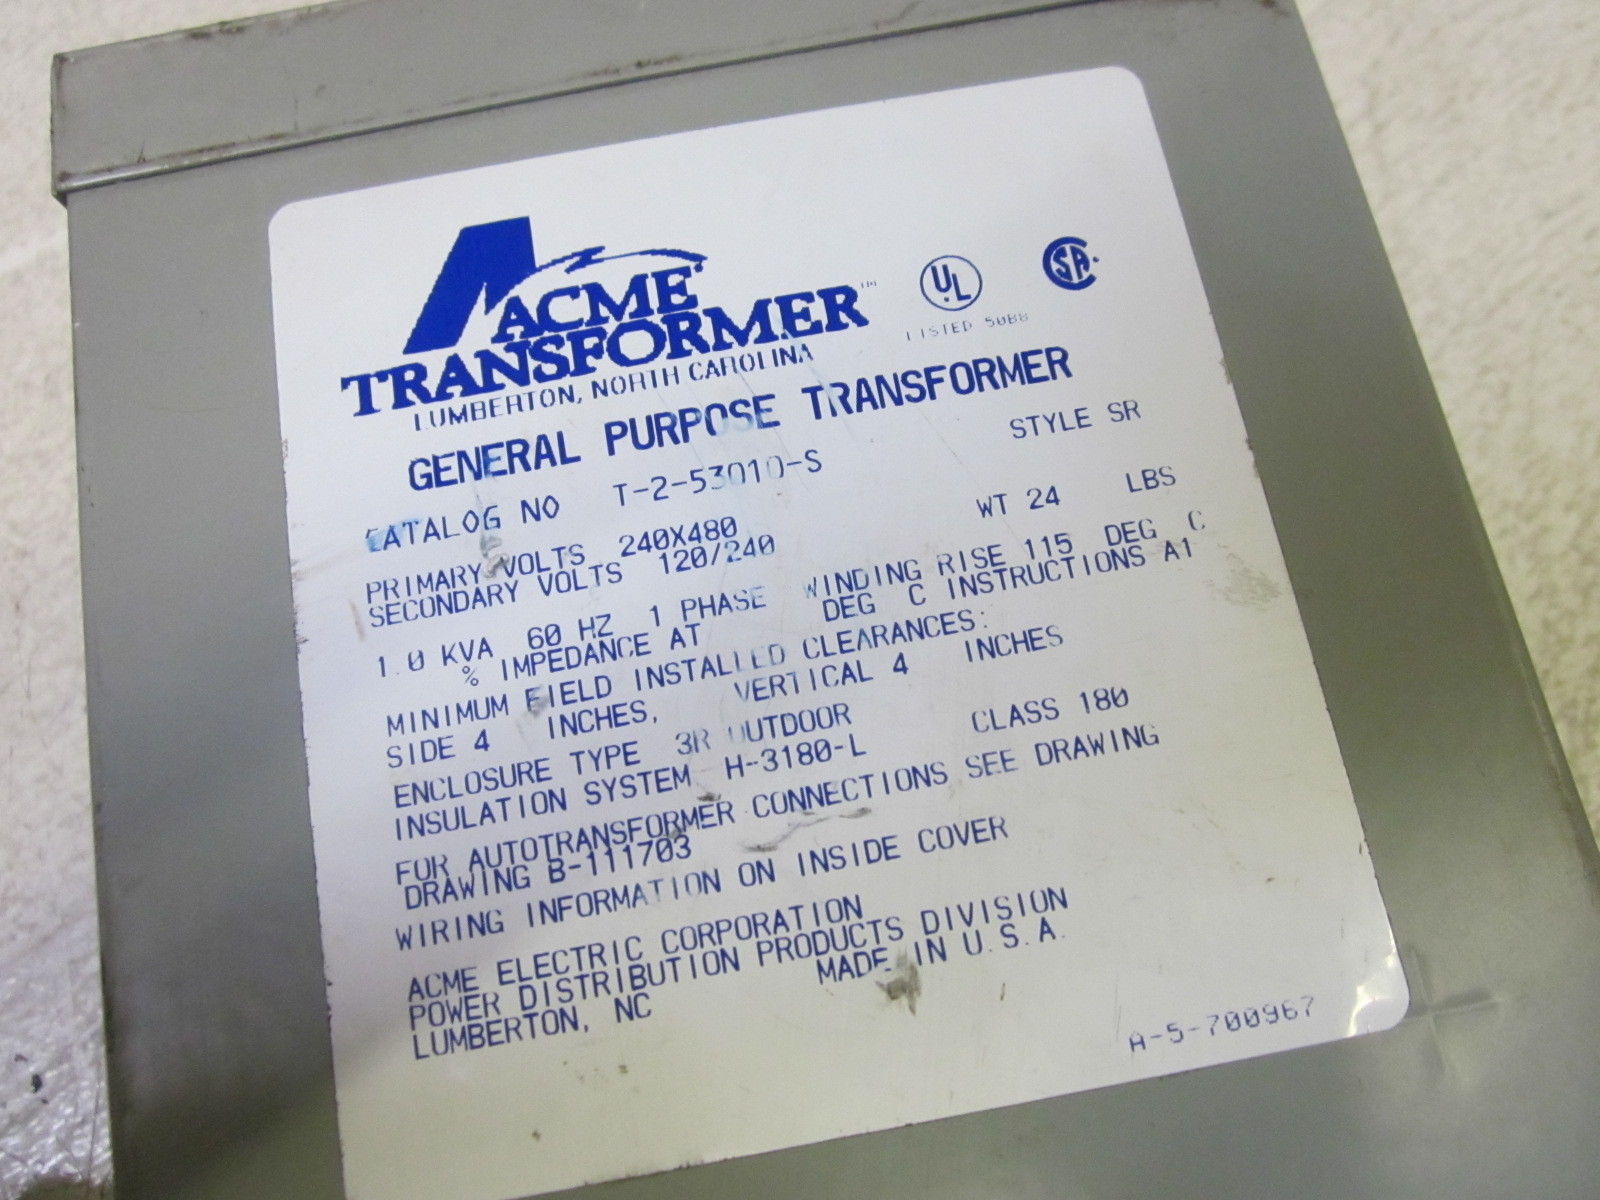 ACME
TRANSFORMER™
LUMBERTON, NORTH CAROLINA
UL
LISTED 50B8
CSA
GENERAL PURPOSE TRANSFORMER
CATALOG NO T-2-53010-S STYLE SR
PRIMARY VOLTS 240X480 WT 24 LBS
SECONDARY VOLTS 120/240
1.0 KVA 60 HZ 1 PHASE WINDING RISE 115 DEG C
% IMPEDANCE AT DEG C INSTRUCTIONS A1
MINIMUM FIELD INSTALLED CLEARANCES:
SIDE 4 INCHES, VERTICAL 4 INCHES
ENCLOSURE TYPE 3R OUTDOOR
INSULATION SYSTEM H-3180-L CLASS 180
FOR AUTOTRANSFORMER CONNECTIONS SEE DRAWING
DRAWING B-111703
WIRING INFORMATION ON INSIDE COVER
ACME ELECTRIC CORPORATION
POWER DISTRIBUTION PRODUCTS DIVISION
LUMBERTON, NC MADE IN U.S.A.
A-5-700967